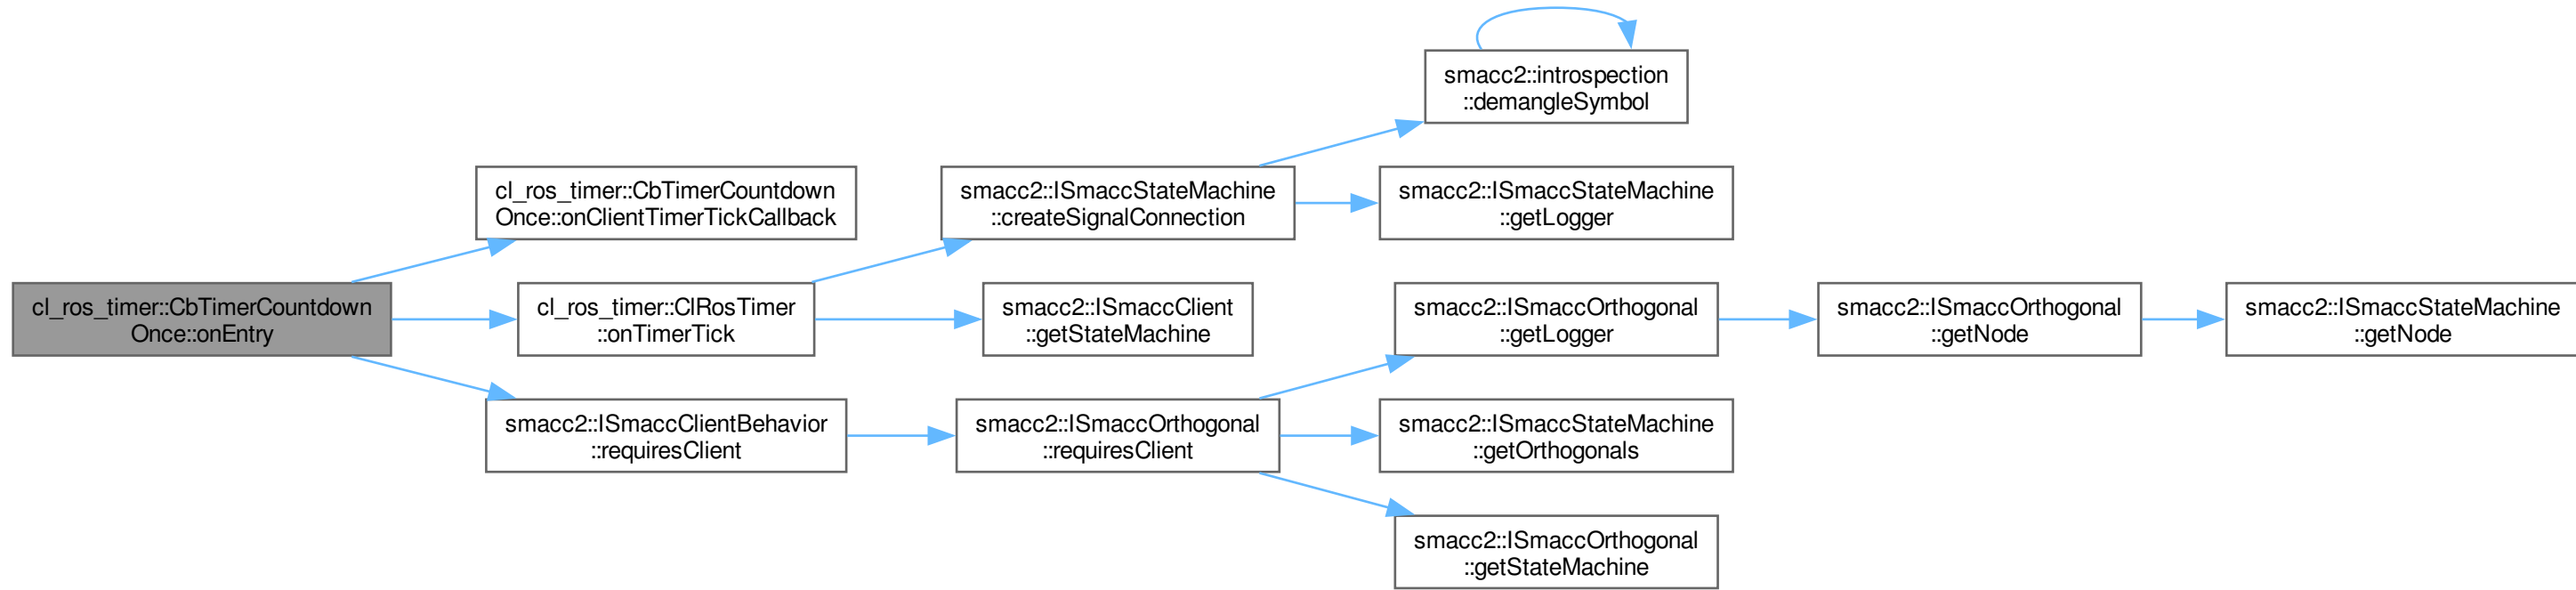 smacc2::introspection
::demangleSymbol
cl_ros_timer::CbTimerCountdown
Once::onClientTimerTickCallback
smacc2::ISmaccStateMachine
::createSignalConnection
smacc2::ISmaccStateMachine
::getLogger
cl_ros_timer::CbTimerCountdown
Once::onEntry
cl_ros_timer::ClRosTimer
::onTimerTick
smacc2::ISmaccClient
::getStateMachine
smacc2::ISmaccOrthogonal
::getLogger
smacc2::ISmaccOrthogonal
::getNode
smacc2::ISmaccStateMachine
::getNode
smacc2::ISmaccClientBehavior
::requiresClient
smacc2::ISmaccOrthogonal
::requiresClient
smacc2::ISmaccStateMachine
::getOrthogonals
smacc2::ISmaccOrthogonal
::getStateMachine